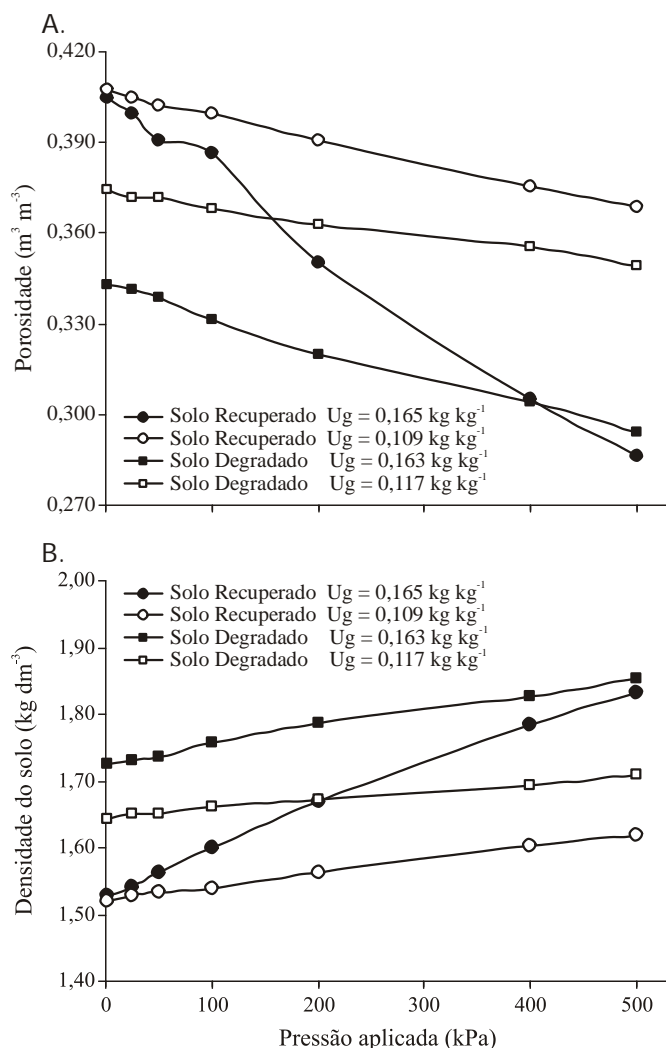 A.
0,420
0,390
0,360
0,330
0,300
0,270
Porosidade (m³ m⁻³)
Solo Recuperado Ug = 0,165 kg kg⁻¹
Solo Recuperado Ug = 0,109 kg kg⁻¹
Solo Degradado Ug = 0,163 kg kg⁻¹
Solo Degradado Ug = 0,117 kg kg⁻¹
B.
2,00
1,90
1,80
1,70
1,60
1,50
1,40
Densidade do solo (kg dm⁻³)
Solo Recuperado Ug = 0,165 kg kg⁻¹
Solo Recuperado Ug = 0,109 kg kg⁻¹
Solo Degradado Ug = 0,163 kg kg⁻¹
Solo Degradado Ug = 0,117 kg kg⁻¹
0 100 200 300 400 500
Pressão aplicada (kPa)